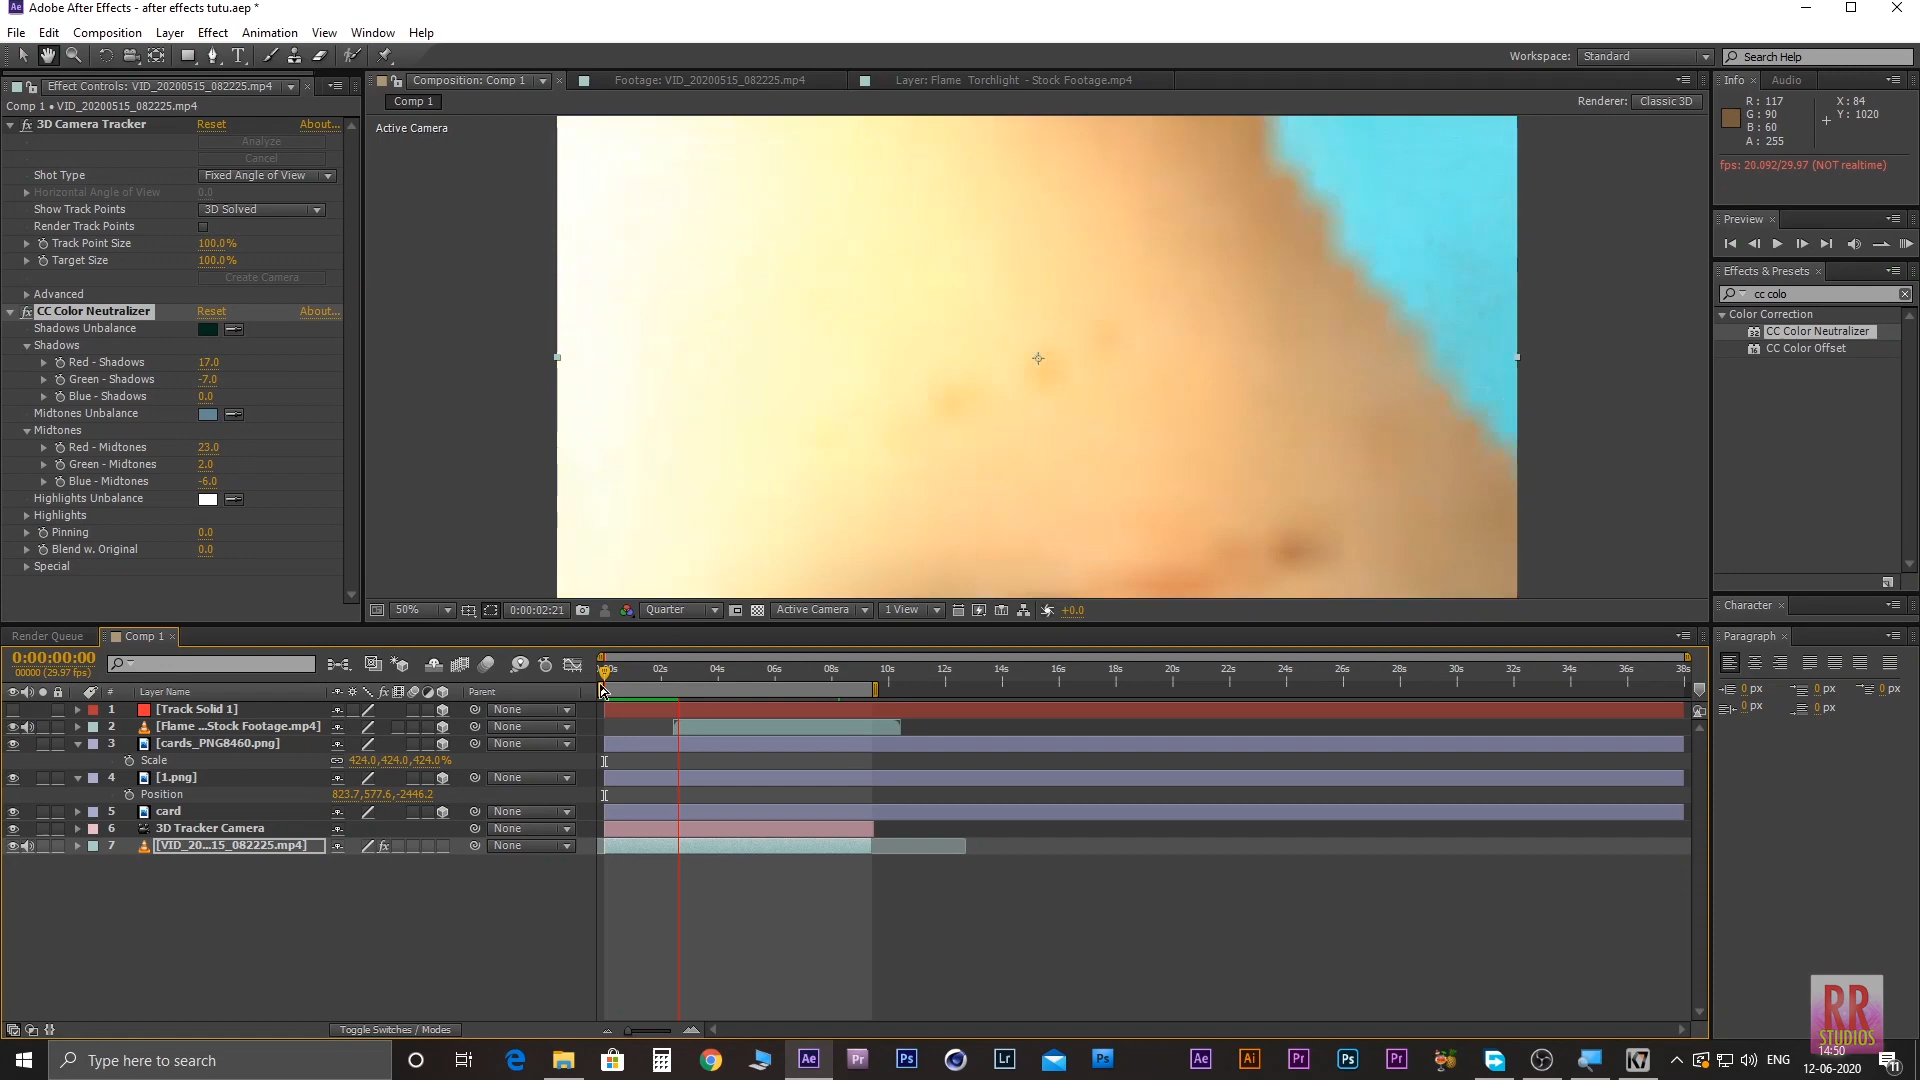 Adobe After Effects - after effects tutu.aep *
File Edit Composition Layer Effect Animation View Window Help
Workspace: Standard Search Help
Effect Controls: VID_20200515_082225.mp4
Comp 1 • VID_20200515_082225.mp4
3D Camera Tracker Reset About...
Analyze
Cancel
Shot Type Fixed Angle of View
Horizontal Angle of View 0.0
Show Track Points 3D Solved
Render Track Points
Track Point Size 100.0%
Target Size 100.0%
Create Camera
Advanced
CC Color Neutralizer Reset About...
Shadows Unbalance
Shadows
Red - Shadows 17.0
Green - Shadows -7.0
Blue - Shadows 0.0
Midtones Unbalance
Midtones
Red - Midtones 23.0
Green - Midtones 2.0
Blue - Midtones -6.0
Highlights Unbalance
Highlights
Pinning 0.0
Blend w. Original 0.0
Special
Composition: Comp 1 Footage: VID_20200515_082225.mp4 Layer: Flame Torchlight - Stock Footage.mp4
Comp 1 Renderer: Classic 3D
Active Camera
50% 0:00:02:21 Quarter Active Camera 1 View +0.0
Info Audio
R: 117 X: 84
G: 90 Y: 1020
B: 60
A: 255
fps: 20.092/29.97 (NOT realtime)
Preview
Effects & Presets
cc colo
Color Correction
CC Color Neutralizer
CC Color Offset
Character
Paragraph
0 px 0 px 0 px
0 px 0 px
Render Queue Comp 1
0:00:00:00
00000 (29.97 fps)
02s 04s 06s 08s 10s 12s 14s 16s 18s 20s 22s 24s 26s 28s 30s 32s 34s 36s 38s
# Layer Name Parent
1 [Track Solid 1] None
2 [Flame ...Stock Footage.mp4] None
3 [cards_PNG8460.png] None
Scale 424.0,424.0,424.0%
4 [1.png] None
Position 823.7,577.6,-2446.2
5 card None
6 3D Tracker Camera None
7 [VID_20...15_082225.mp4] None
Toggle Switches / Modes
RR
STUDIOS
Type here to search
Ae Pr Ps Lr Ps Ae Ai Pr Ps Pr K7
ENG
14:50
12-06-2020
11